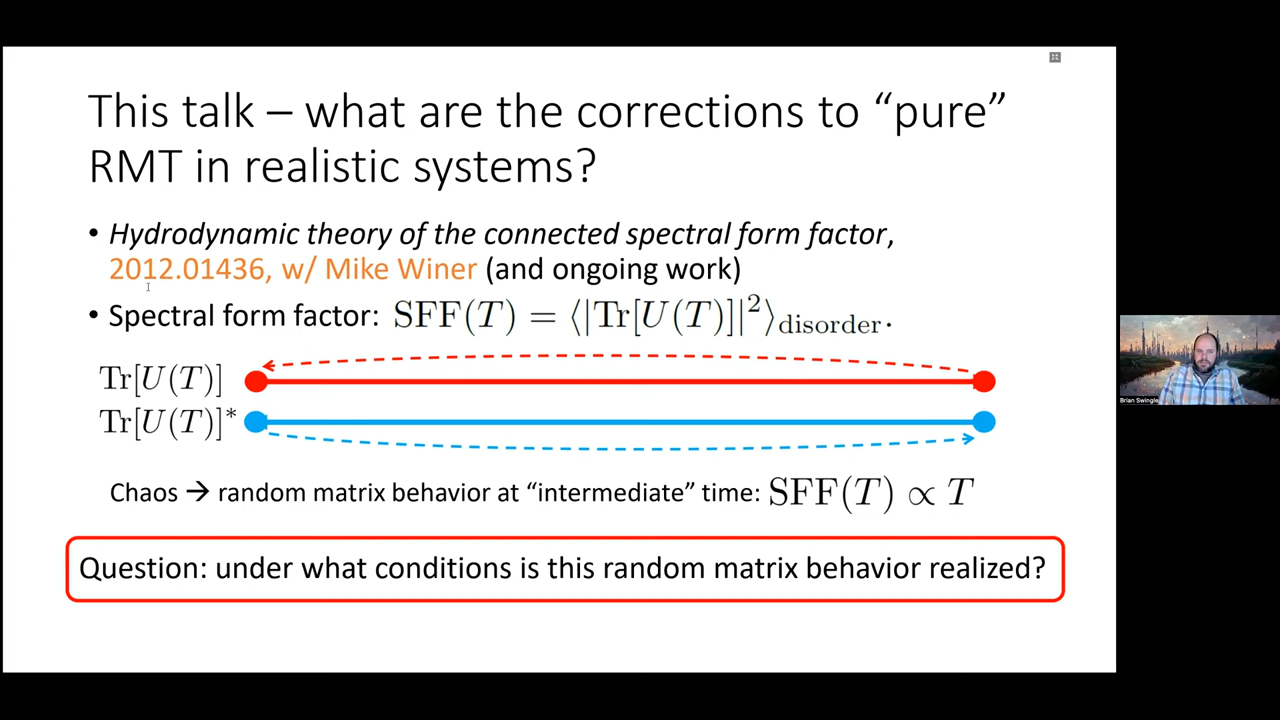 This talk – what are the corrections to “pure”
RMT in realistic systems?
• Hydrodynamic theory of the connected spectral form factor,
2012.01436, w/ Mike Winer (and ongoing work)
• Spectral form factor: SFF(T) = ⟨|Tr[U(T)]|²⟩disorder.
Tr[U(T)]
Tr[U(T)]*
Chaos → random matrix behavior at “intermediate” time: SFF(T) ∝ T
Question: under what conditions is this random matrix behavior realized?
Brian Swingle